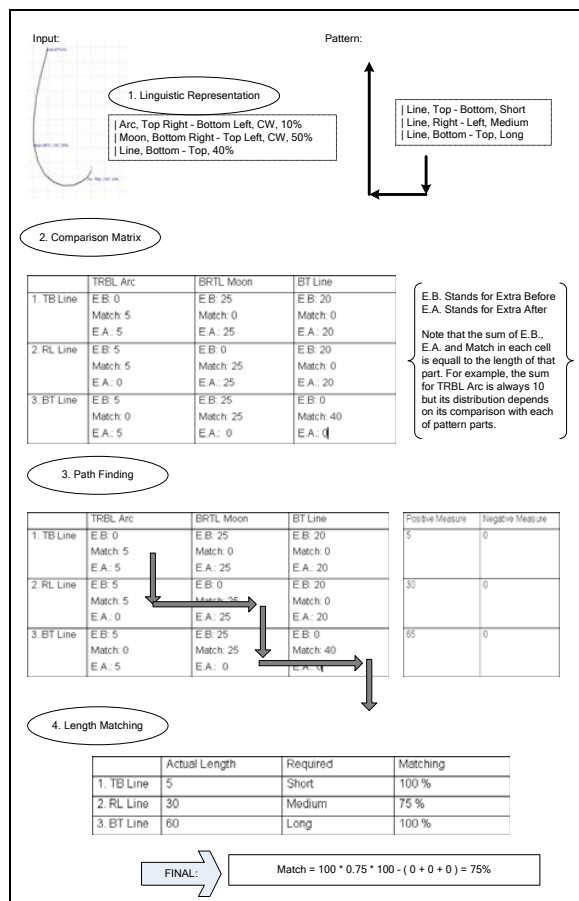 Input:
Pattern:
1. Linguistic Representation
| Arc, Top Right - Bottom Left, CW, 10%
| Moon, Bottom Right - Top Left, CW, 50%
| Line, Bottom - Top, 40%
| Line, Top - Bottom, Short
| Line, Right - Left, Medium
| Line, Bottom - Top, Long
2. Comparison Matrix
TRBL Arc BRTL Moon BT Line
1. TB Line E.B: 0 E.B: 25 E.B: 20
Match: 5 Match: 0 Match: 0
E.A.: 5 E.A.: 25 E.A.: 20
2. RL Line E.B: 5 E.B: 0 E.B: 20
Match: 5 Match: 25 Match: 0
E.A.: 0 E.A.: 25 E.A.: 20
3. BT Line E.B: 5 E.B: 25 E.B: 0
Match: 0 Match: 25 Match: 40
E.A.: 5 E.A.: 0 E.A.: 0
E.B. Stands for Extra Before
E.A. Stands for Extra After
Note that the sum of E.B.,
E.A. and Match in each cell
is equall to the length of that
part. For example, the sum
for TRBL Arc is always 10
but its distribution depends
on its comparison with each
of pattern parts.
3. Path Finding
TRBL Arc BRTL Moon BT Line
1. TB Line E.B: 0 E.B: 25 E.B: 20
Match: 5 Match: 0 Match: 0
E.A.: 5 E.A.: 25 E.A.: 20
2. RL Line E.B: 5 E.B: 0 E.B: 20
Match: 5 Match: 25 Match: 0
E.A.: 0 E.A.: 25 E.A.: 20
3. BT Line E.B: 5 E.B: 25 E.B: 0
Match: 0 Match: 25 Match: 40
E.A.: 5 E.A.: 0 E.A.: 0
Positive Measure Negative Measure
5 0
30 0
65 0
4. Length Matching
Actual Length Required Matching
1. TB Line 5 Short 100 %
2. RL Line 30 Medium 75 %
3. BT Line 60 Long 100 %
FINAL:
Match = 100 * 0.75 * 100 - ( 0 + 0 + 0 ) = 75%